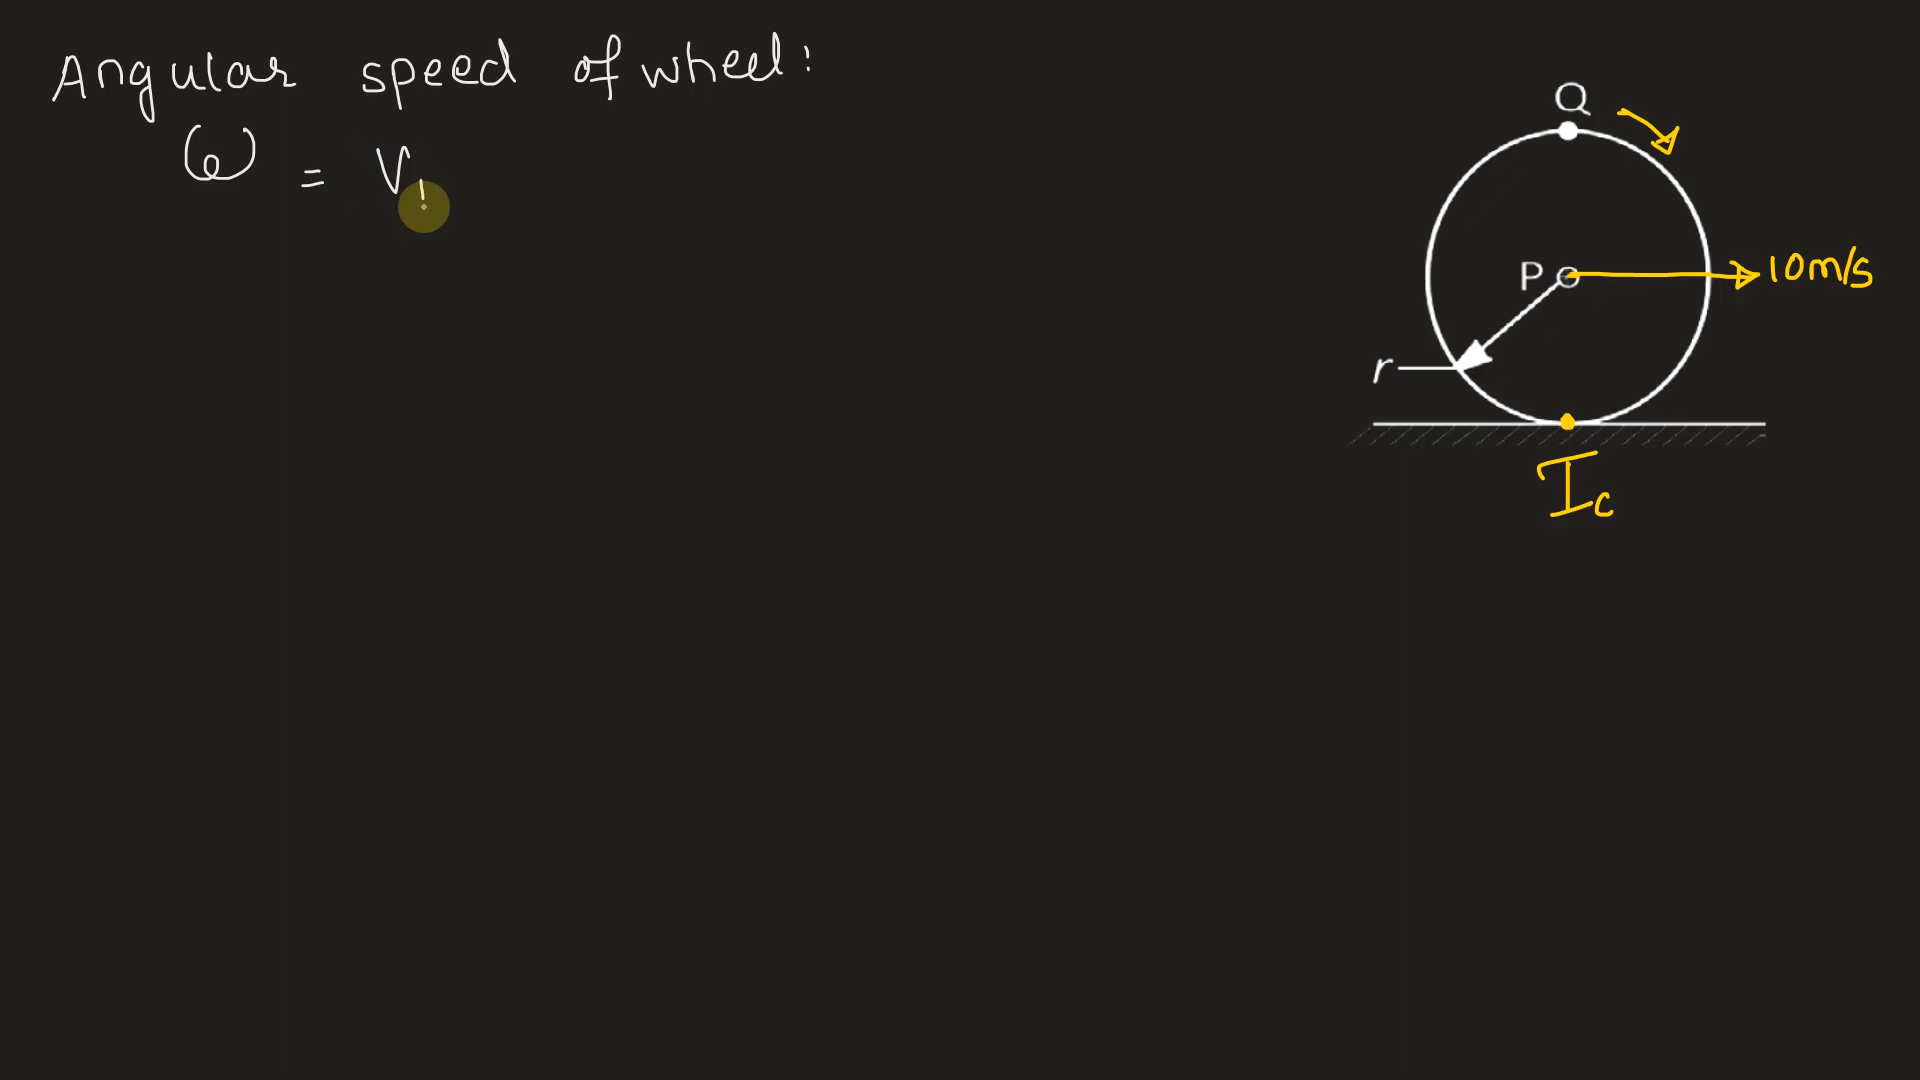 Angular speed of wheel:
ω = V
Q
P
10m/s
r
Ic